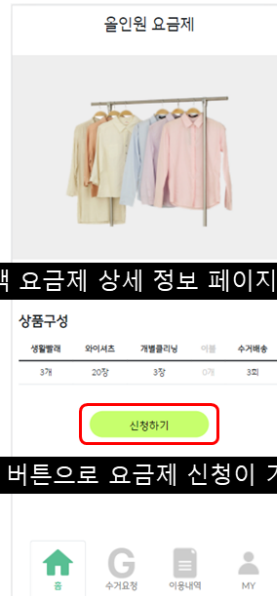 올인원 요금제
요금제 상세 정보 페이지
상품구성
생활빨래 와이셔츠 개별클리닝 이불 수거배송
3개 20장 3장 0개 3회
신청하기
버튼으로 요금제 신청이
G
홈 수거요청 이용내역 MY